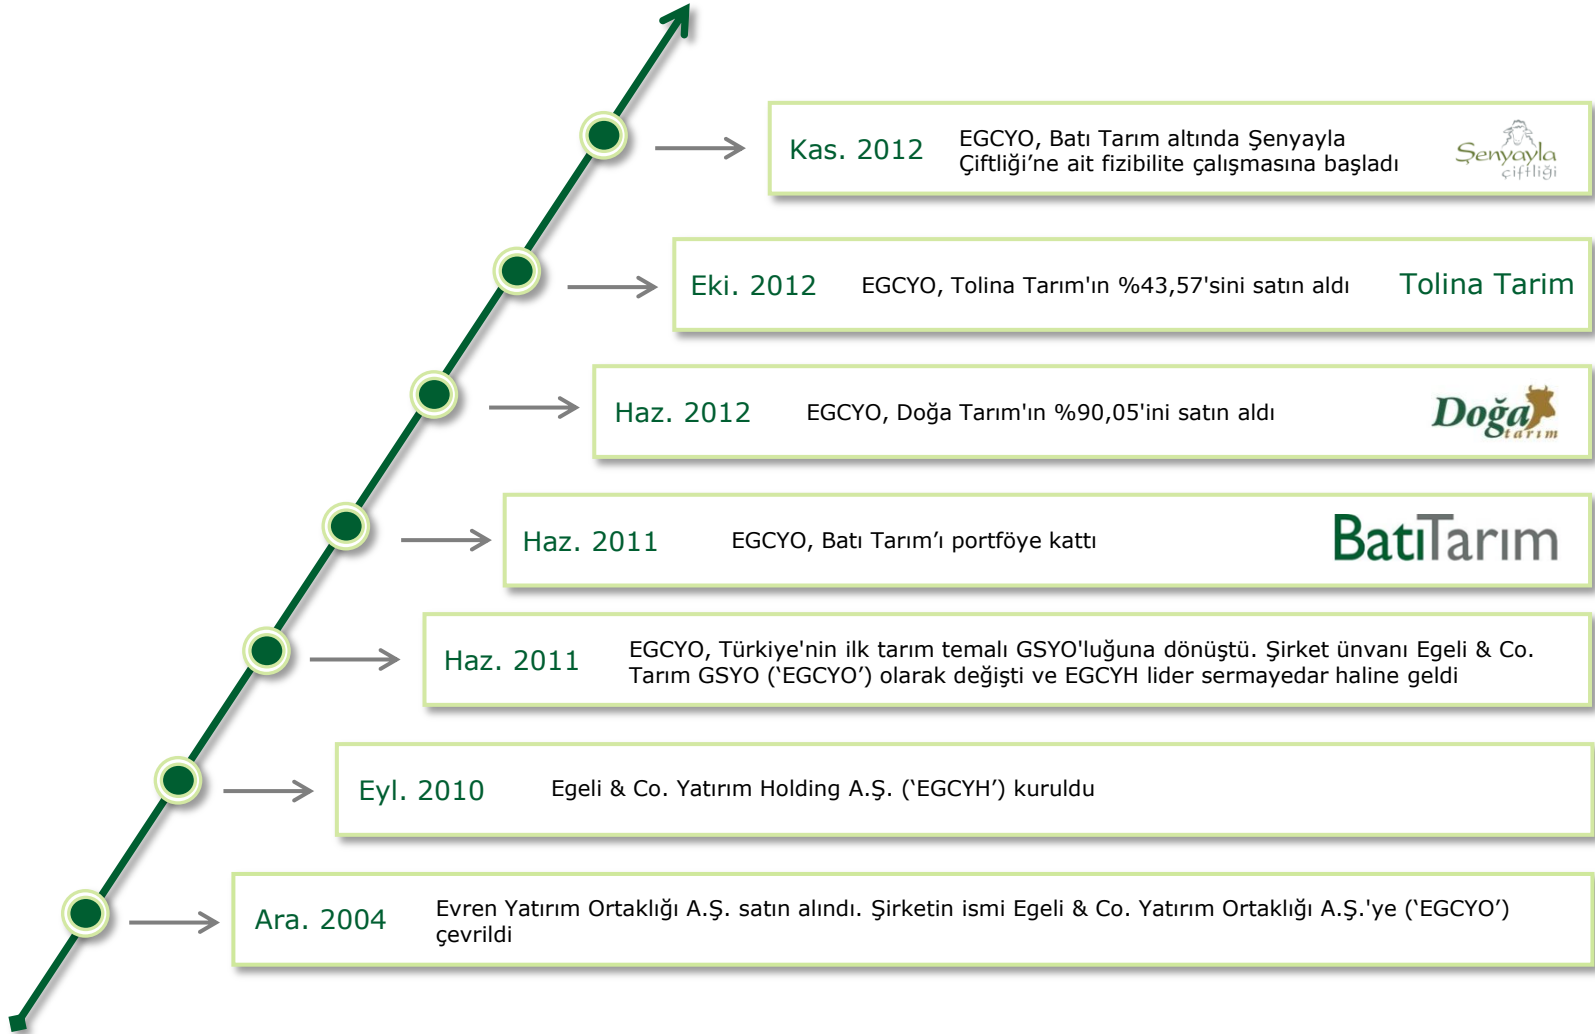 Kas. 2012
EGCYO, Batı Tarım altında Şenyayla
Çiftliği’ne ait fizibilite çalışmasına başladı
Şenyayla
çiftliği
Eki. 2012
EGCYO, Tolina Tarım'ın %43,57'sini satın aldı
Tolina Tarim
Haz. 2012
EGCYO, Doğa Tarım'ın %90,05'ini satın aldı
Doğa
tarım
Haz. 2011
EGCYO, Batı Tarım’ı portföye kattı
BatıTarım
Haz. 2011
EGCYO, Türkiye'nin ilk tarım temalı GSYO'luğuna dönüştü. Şirket ünvanı Egeli & Co.
Tarım GSYO (‘EGCYO’) olarak değişti ve EGCYH lider sermayedar haline geldi
Eyl. 2010
Egeli & Co. Yatırım Holding A.Ş. (‘EGCYH’) kuruldu
Ara. 2004
Evren Yatırım Ortaklığı A.Ş. satın alındı. Şirketin ismi Egeli & Co. Yatırım Ortaklığı A.Ş.'ye (‘EGCYO’)
çevrildi